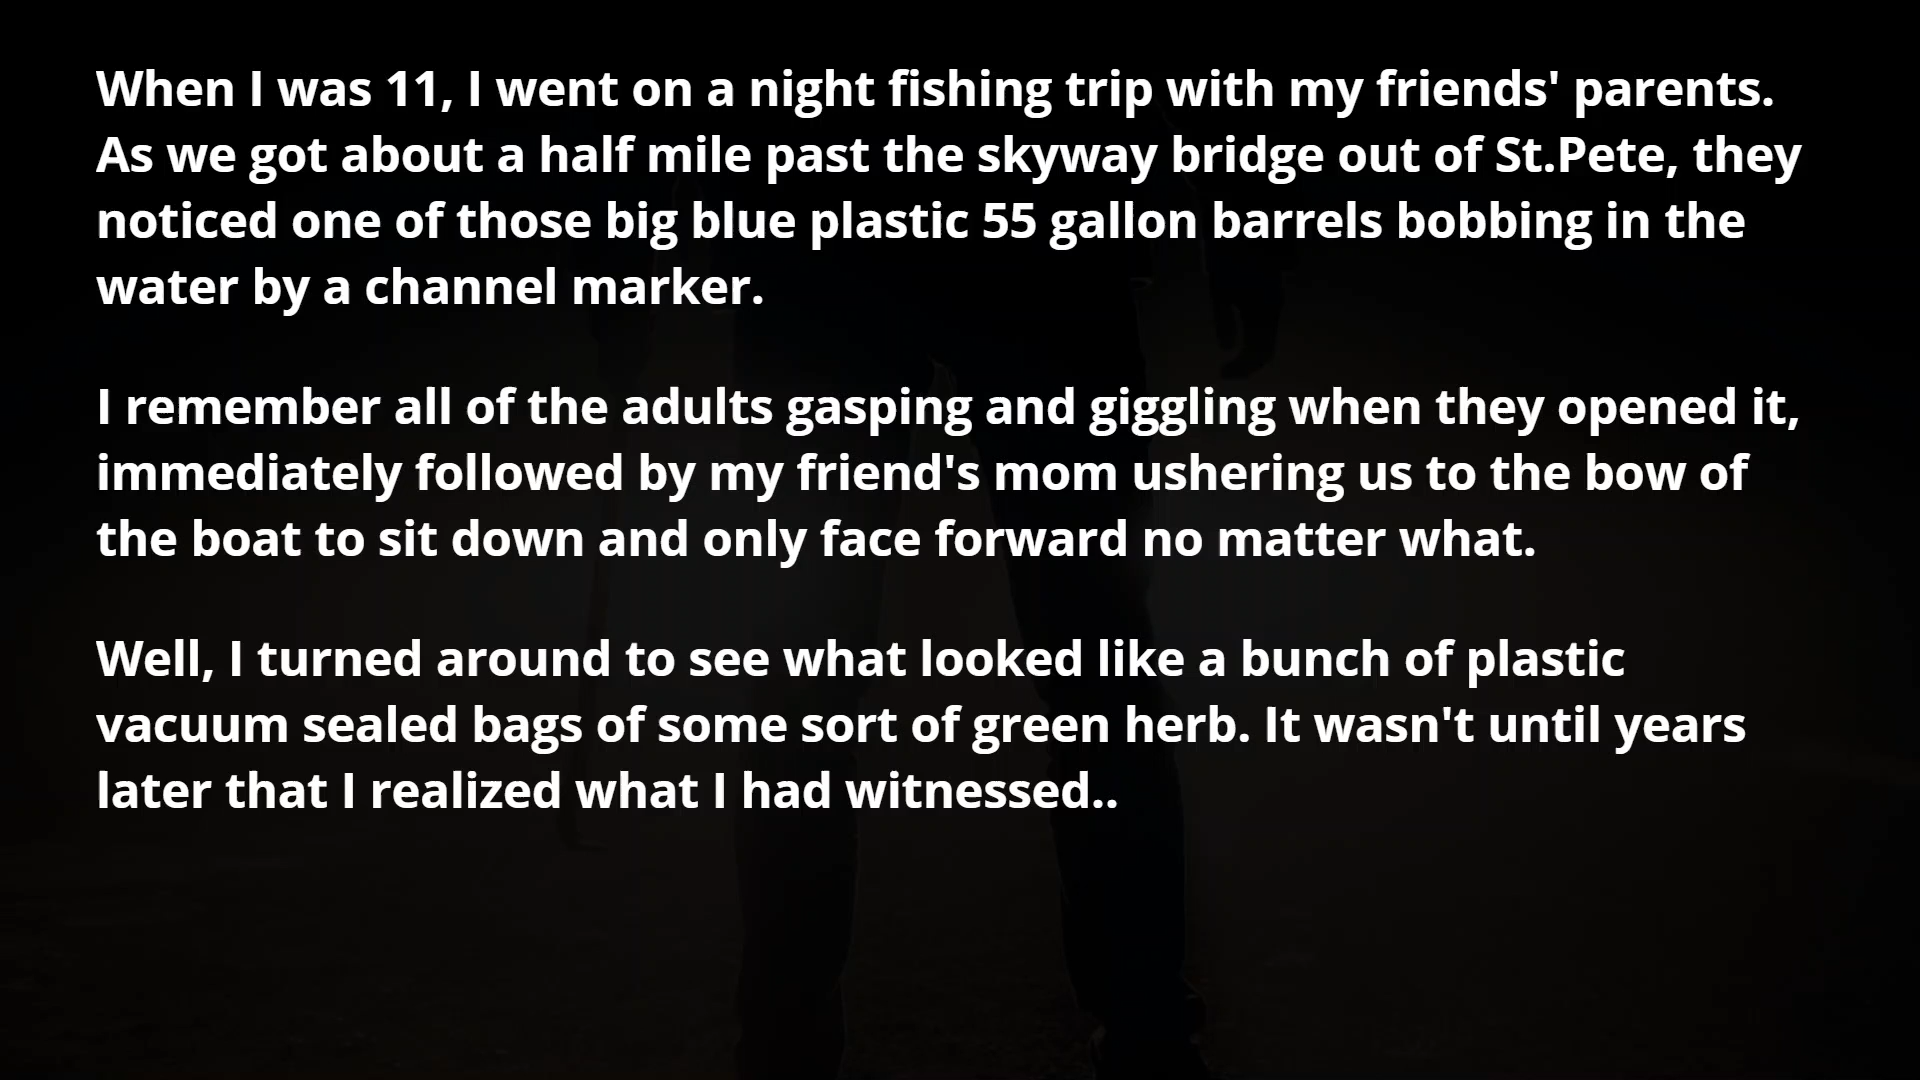 When I was 11, I went on a night fishing trip with my friends' parents.
As we got about a half mile past the skyway bridge out of St.Pete, they
noticed one of those big blue plastic 55 gallon barrels bobbing in the
water by a channel marker.
I remember all of the adults gasping and giggling when they opened it,
immediately followed by my friend's mom ushering us to the bow of
the boat to sit down and only face forward no matter what.
Well, I turned around to see what looked like a bunch of plastic
vacuum sealed bags of some sort of green herb. It wasn't until years
later that I realized what I had witnessed..